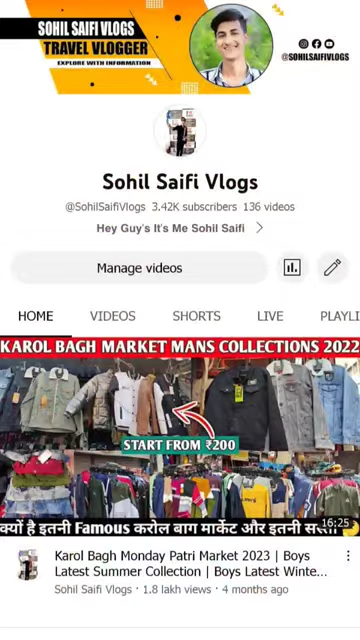 SOHIL SAIFI VLOGS
TRAVEL VLOGGER
EXPLORE WITH INFORMATION
@SOHILSAIFIVLOGS
Sohil Saifi Vlogs
@SohilSaifiVlogs 3.42K subscribers 136 videos
Hey Guy's It's Me Sohil Saifi
Manage videos
HOME VIDEOS SHORTS LIVE PLAYLI
KAROL BAGH MARKET MANS COLLECTIONS 2022
START FROM ₹200
क्यों है इतनी Famous करोल बाग मार्केट और इतनी
16:25
Karol Bagh Monday Patri Market 2023 | Boys
Latest Summer Collection | Boys Latest Winte...
Sohil Saifi Vlogs · 1.8 lakh views · 4 months ago